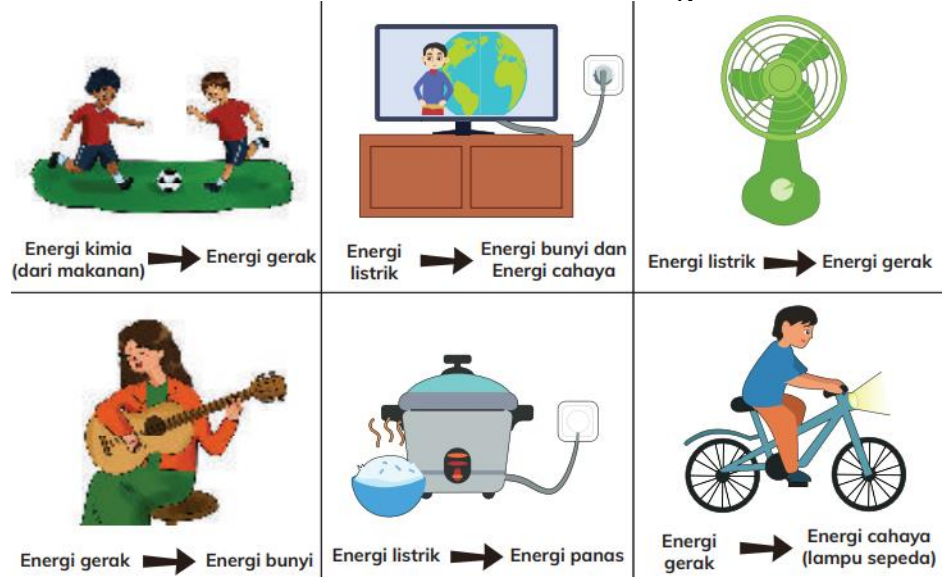 Energi kimia
(dari makanan)
Energi gerak
Energi
listrik
Energi bunyi dan
Energi cahaya
Energi listrik
Energi gerak
Energi gerak
Energi bunyi
Energi listrik
Energi panas
Energi
gerak
Energi cahaya
(lampu sepeda)